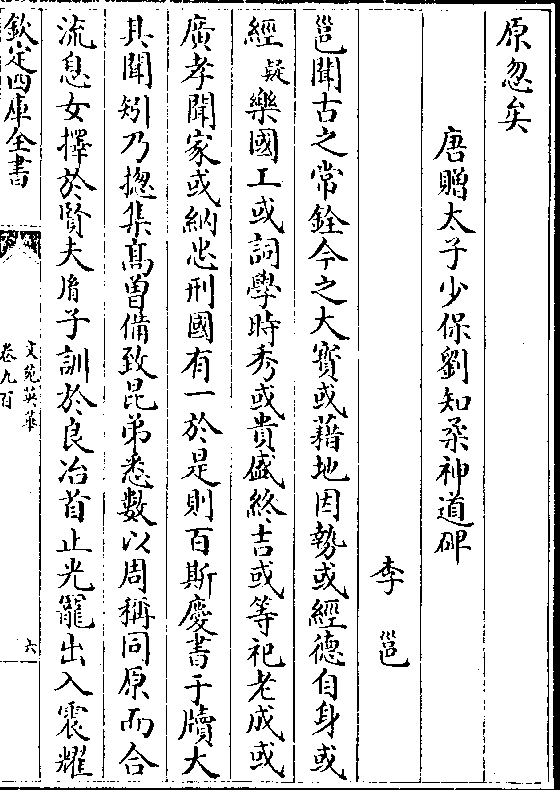 原忽矣
唐贈太子少保劉知柔神道碑
李邕
邕聞古之常銓今之大寳或藉地因勢或經德自身或
經疑樂國工或詞學時秀或貴盛終吉或等祀老成或
廣孝聞家或納忠刑國有一於是則百斯慶書于牘大
其聞矧乃揔集髙曽備致昆弟悉數以周稱同原而合
流息女擇於賢夫胤子訓於良冶首止光寵出入震耀
欽定四庫全書
文苑英華
卷九百
六